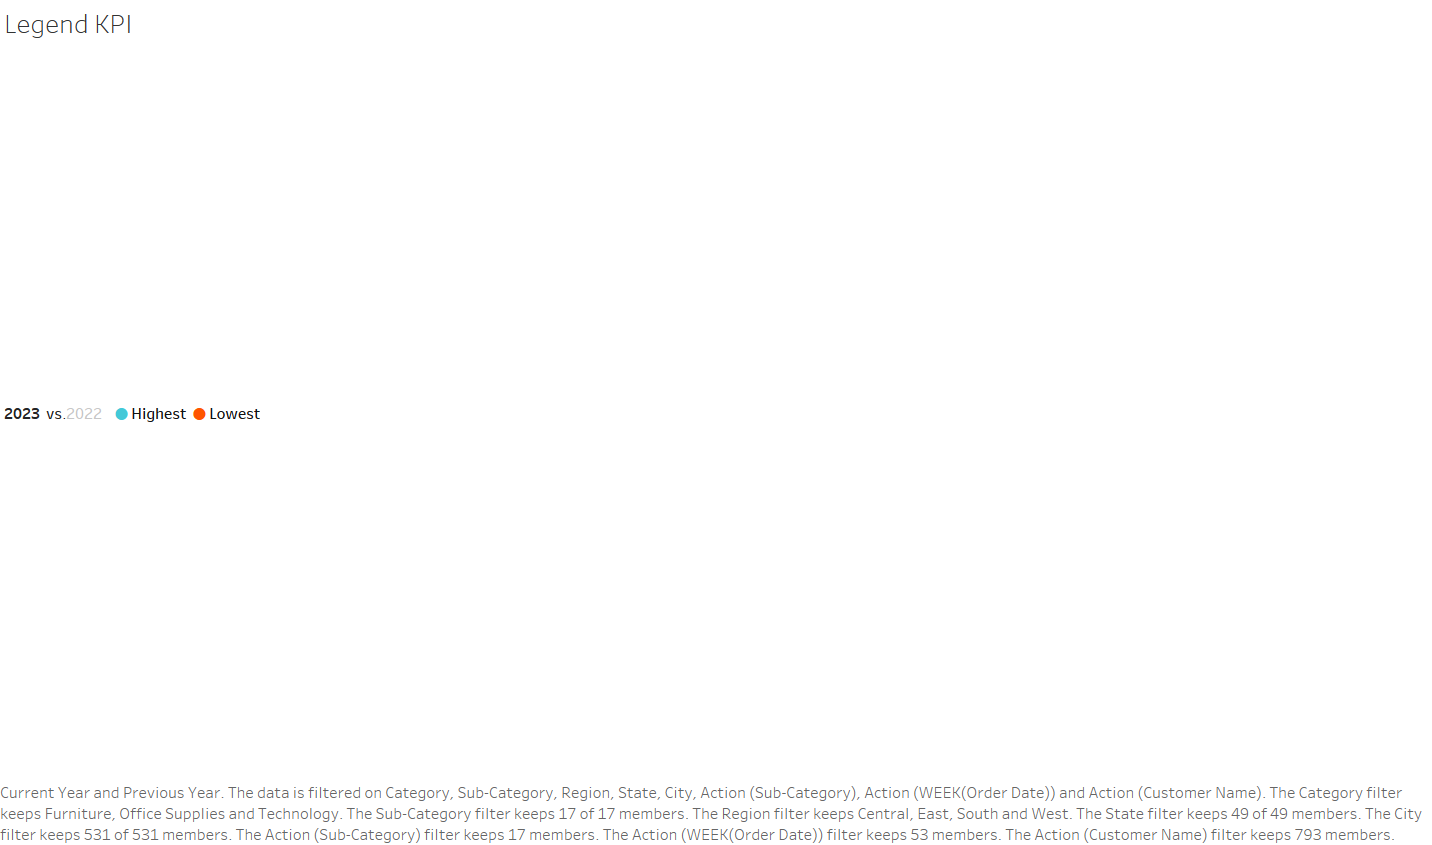 Legend KPI
2023 vs.2022 Highest Lowest
Current Year and Previous Year. The data is filtered on Category, Sub-Category, Region, State, City, Action (Sub-Category), Action (WEEK(Order Date)) and Action (Customer Name). The Category filter
keeps Furniture, Office Supplies and Technology. The Sub-Category filter keeps 17 of 17 members. The Region filter keeps Central, East, South and West. The State filter keeps 49 of 49 members. The City
filter keeps 531 of 531 members. The Action (Sub-Category) filter keeps 17 members. The Action (WEEK(Order Date)) filter keeps 53 members. The Action (Customer Name) filter keeps 793 members.